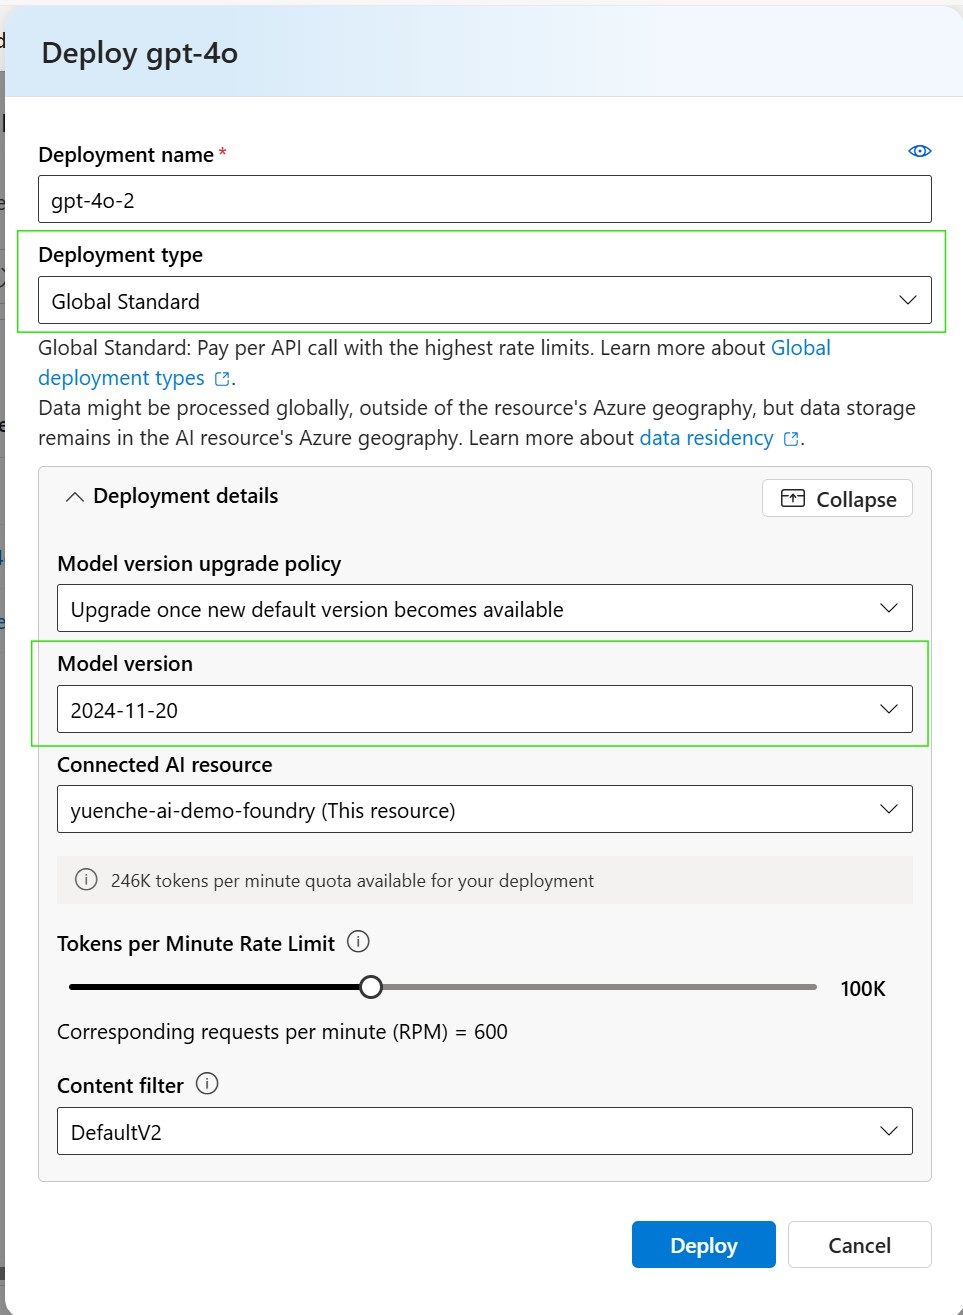 Deploy gpt-4o
Deployment name *
gpt-4o-2
Deployment type
Global Standard
Global Standard: Pay per API call with the highest rate limits. Learn more about Global
deployment types .
Data might be processed globally, outside of the resource's Azure geography, but data storage
remains in the AI resource's Azure geography. Learn more about data residency .
Deployment details
Collapse
Model version upgrade policy
Upgrade once new default version becomes available
Model version
2024-11-20
Connected AI resource
yuenche-ai-demo-foundry (This resource)
246K tokens per minute quota available for your deployment
Tokens per Minute Rate Limit
100K
Corresponding requests per minute (RPM) = 600
Content filter
DefaultV2
Deploy
Cancel